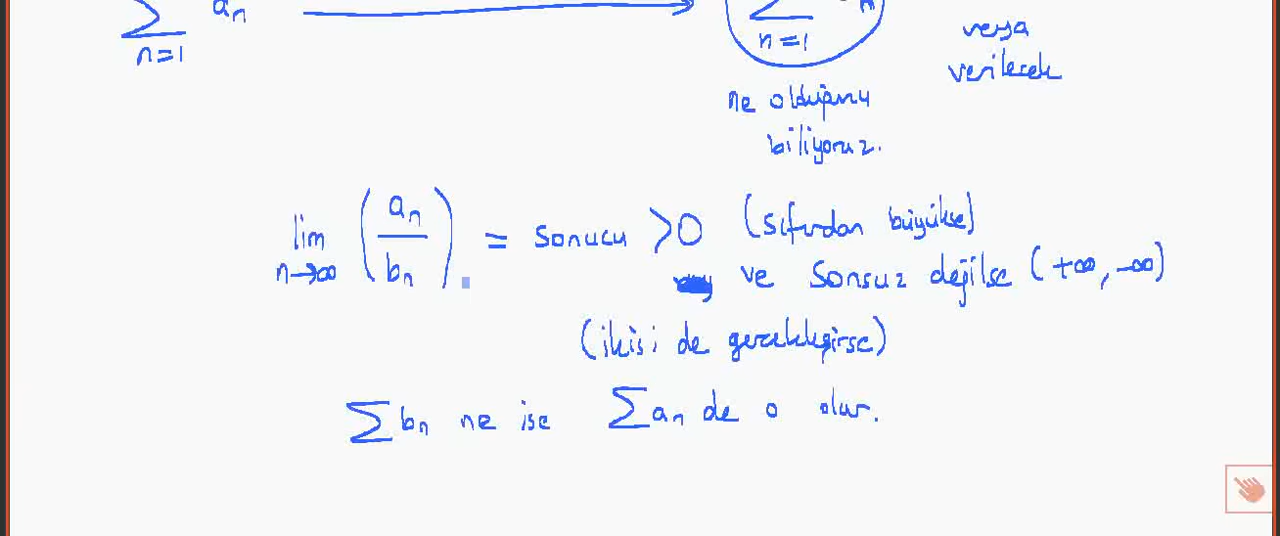 ∑ aₙ
n=1
∑ n
n=1
veya
verilecek
ne olduğunu
biliyoruz.
lim n→∞ (aₙ / bₙ) = sonucu >0 (sıfırdan büyükse)
ve sonsuz değilse (+∞, -∞)
(ikisi de gerçekleşirse)
∑bₙ ne ise ∑aₙ de o olur.